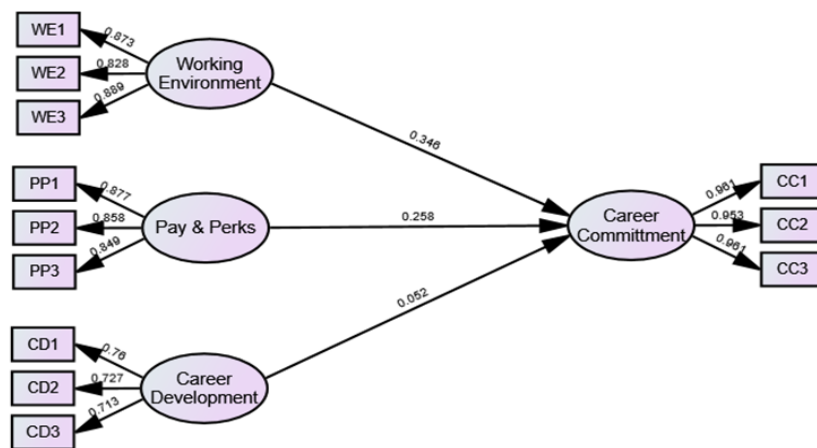 WE1
0.873
WE2
0.828
WE3
0.889
Working
Environment
0.346
PP1
0.877
PP2
0.858
PP3
0.849
Pay & Perks
0.258
CD1
0.76
CD2
0.727
CD3
0.713
Career
Development
0.052
Career
Committment
0.961
CC1
0.953
CC2
0.961
CC3